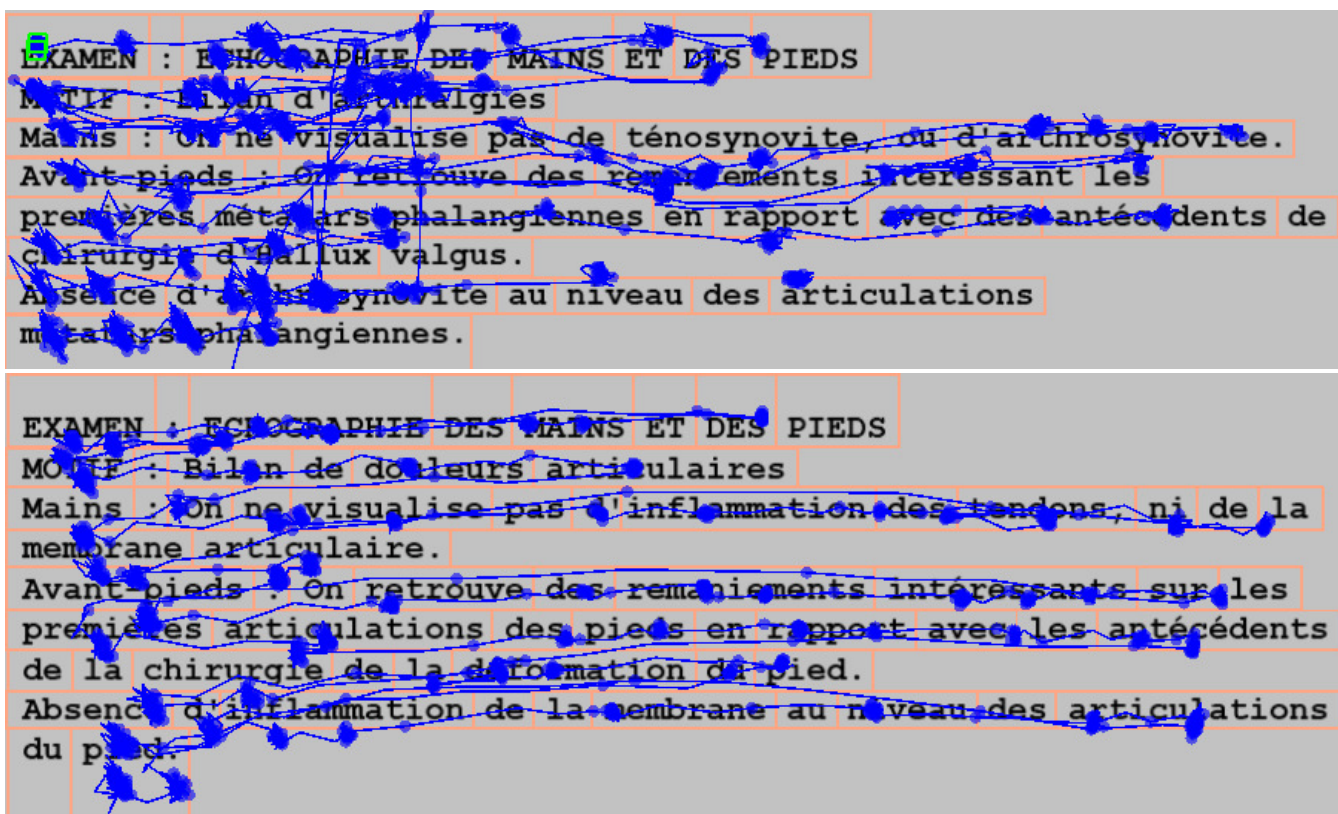 EXAMEN : ECHOGRAPHIE DES MAINS ET DES PIEDS
MOTIF : Bilan d'arthralgies
Mains : On ne visualise pas de ténosynovite, ou d'arthrosynovite.
Avant-pieds : On retrouve des remaniements intéressant les
premières métatarsophalangiennes en rapport avec des antécédents de
chirurgie d'Hallux valgus.
Absence d'arthrosynovite au niveau des articulations
métatarsophalangiennes.
EXAMEN : ECHOGRAPHIE DES MAINS ET DES PIEDS
MOTIF : Bilan de douleurs articulaires
Mains : On ne visualise pas d'inflammation des tendons, ni de la
membrane articulaire.
Avant-pieds : On retrouve des remaniements intéressants sur les
premières articulations des pieds en rapport avec les antécédents
de la chirurgie de la déformation du pied.
Absence d'inflammation de la membrane au niveau des articulations
du pied.